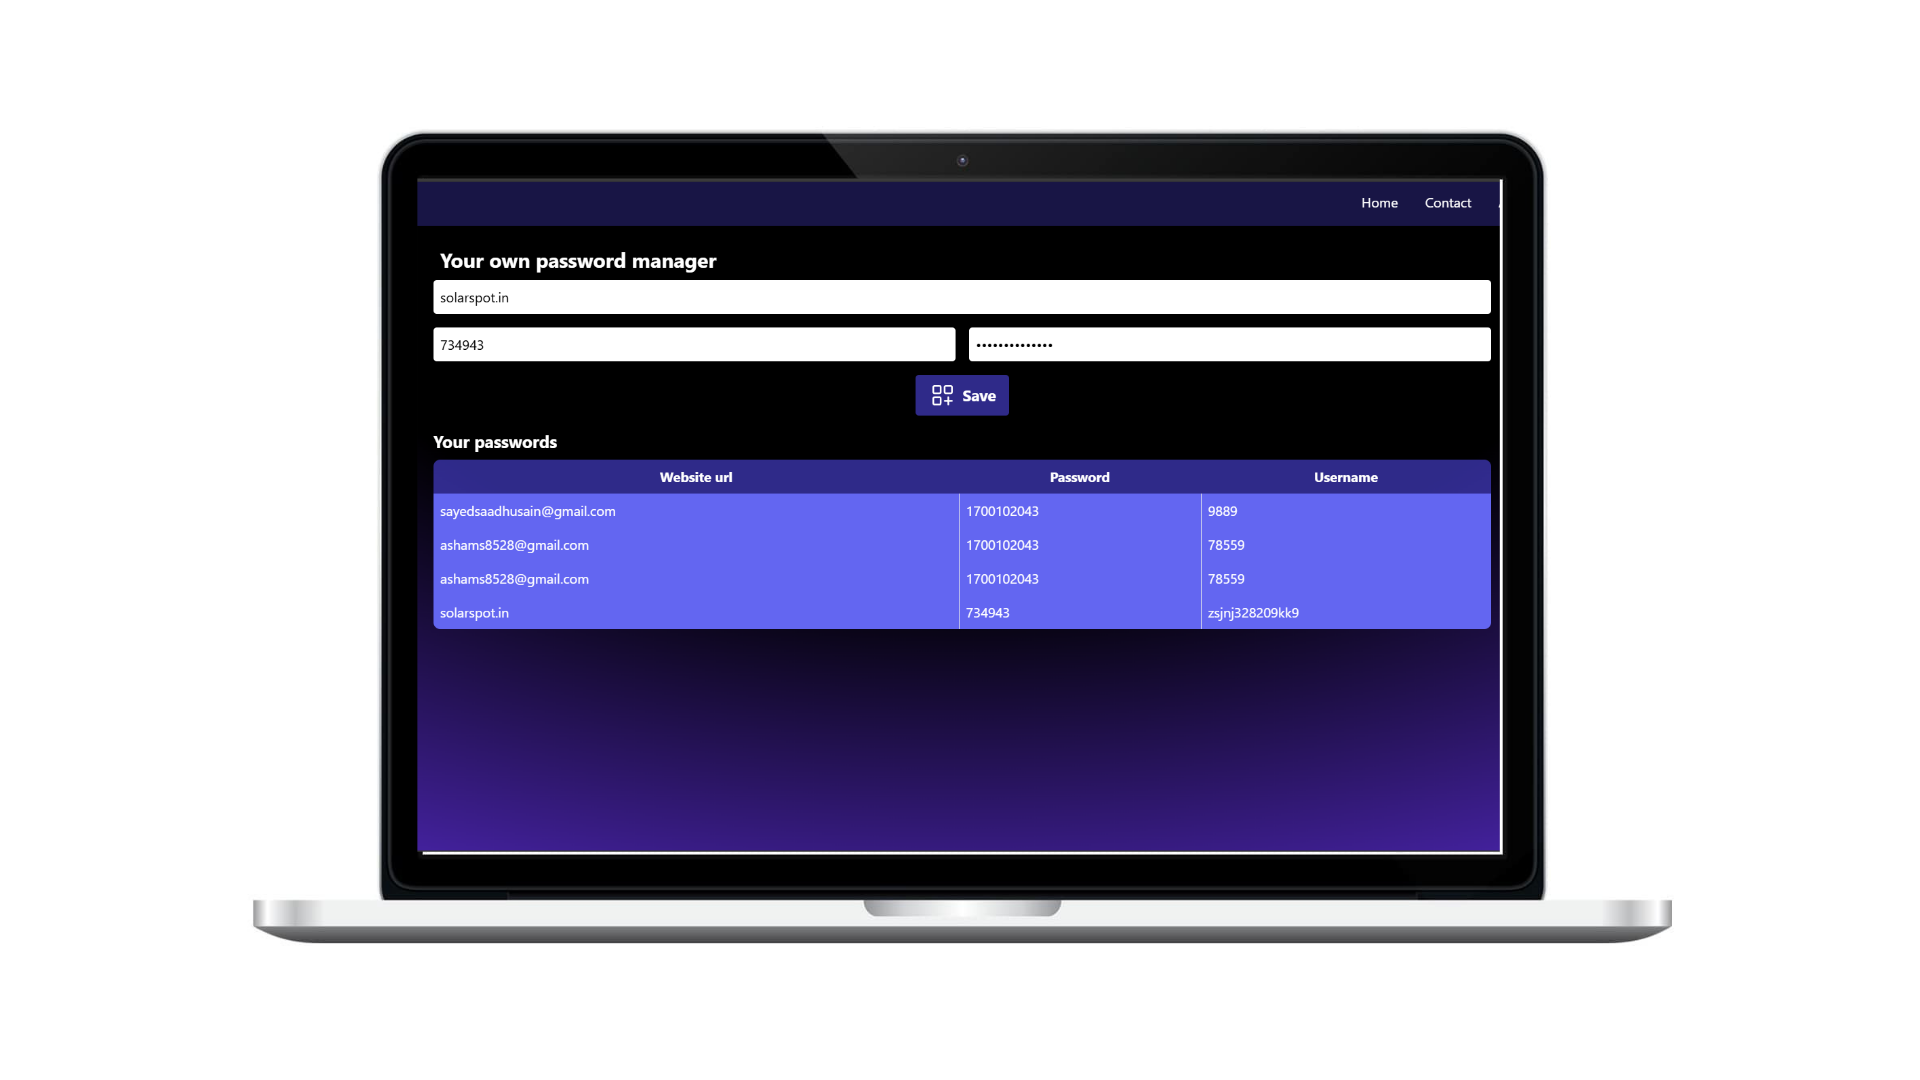 Home Contact
Your own password manager
solarspot.in
734943 ••••••••••••••
Save
Your passwords
Website url Password Username
sayedsaadhusain@gmail.com 1700102043 9889
ashams8528@gmail.com 1700102043 78559
ashams8528@gmail.com 1700102043 78559
solarspot.in 734943 zsjnj328209kk9